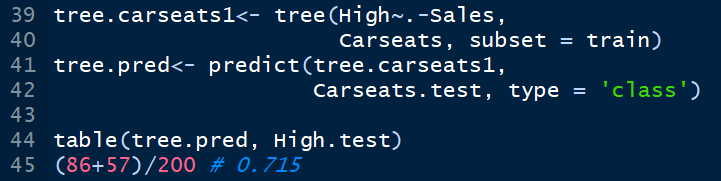 39 tree.carseats1<- tree(High~.-Sales,
40                       Carseats, subset = train)
41 tree.pred<- predict(tree.carseats1,
42                     Carseats.test, type = 'class')
43
44 table(tree.pred, High.test)
45 (86+57)/200 # 0.715